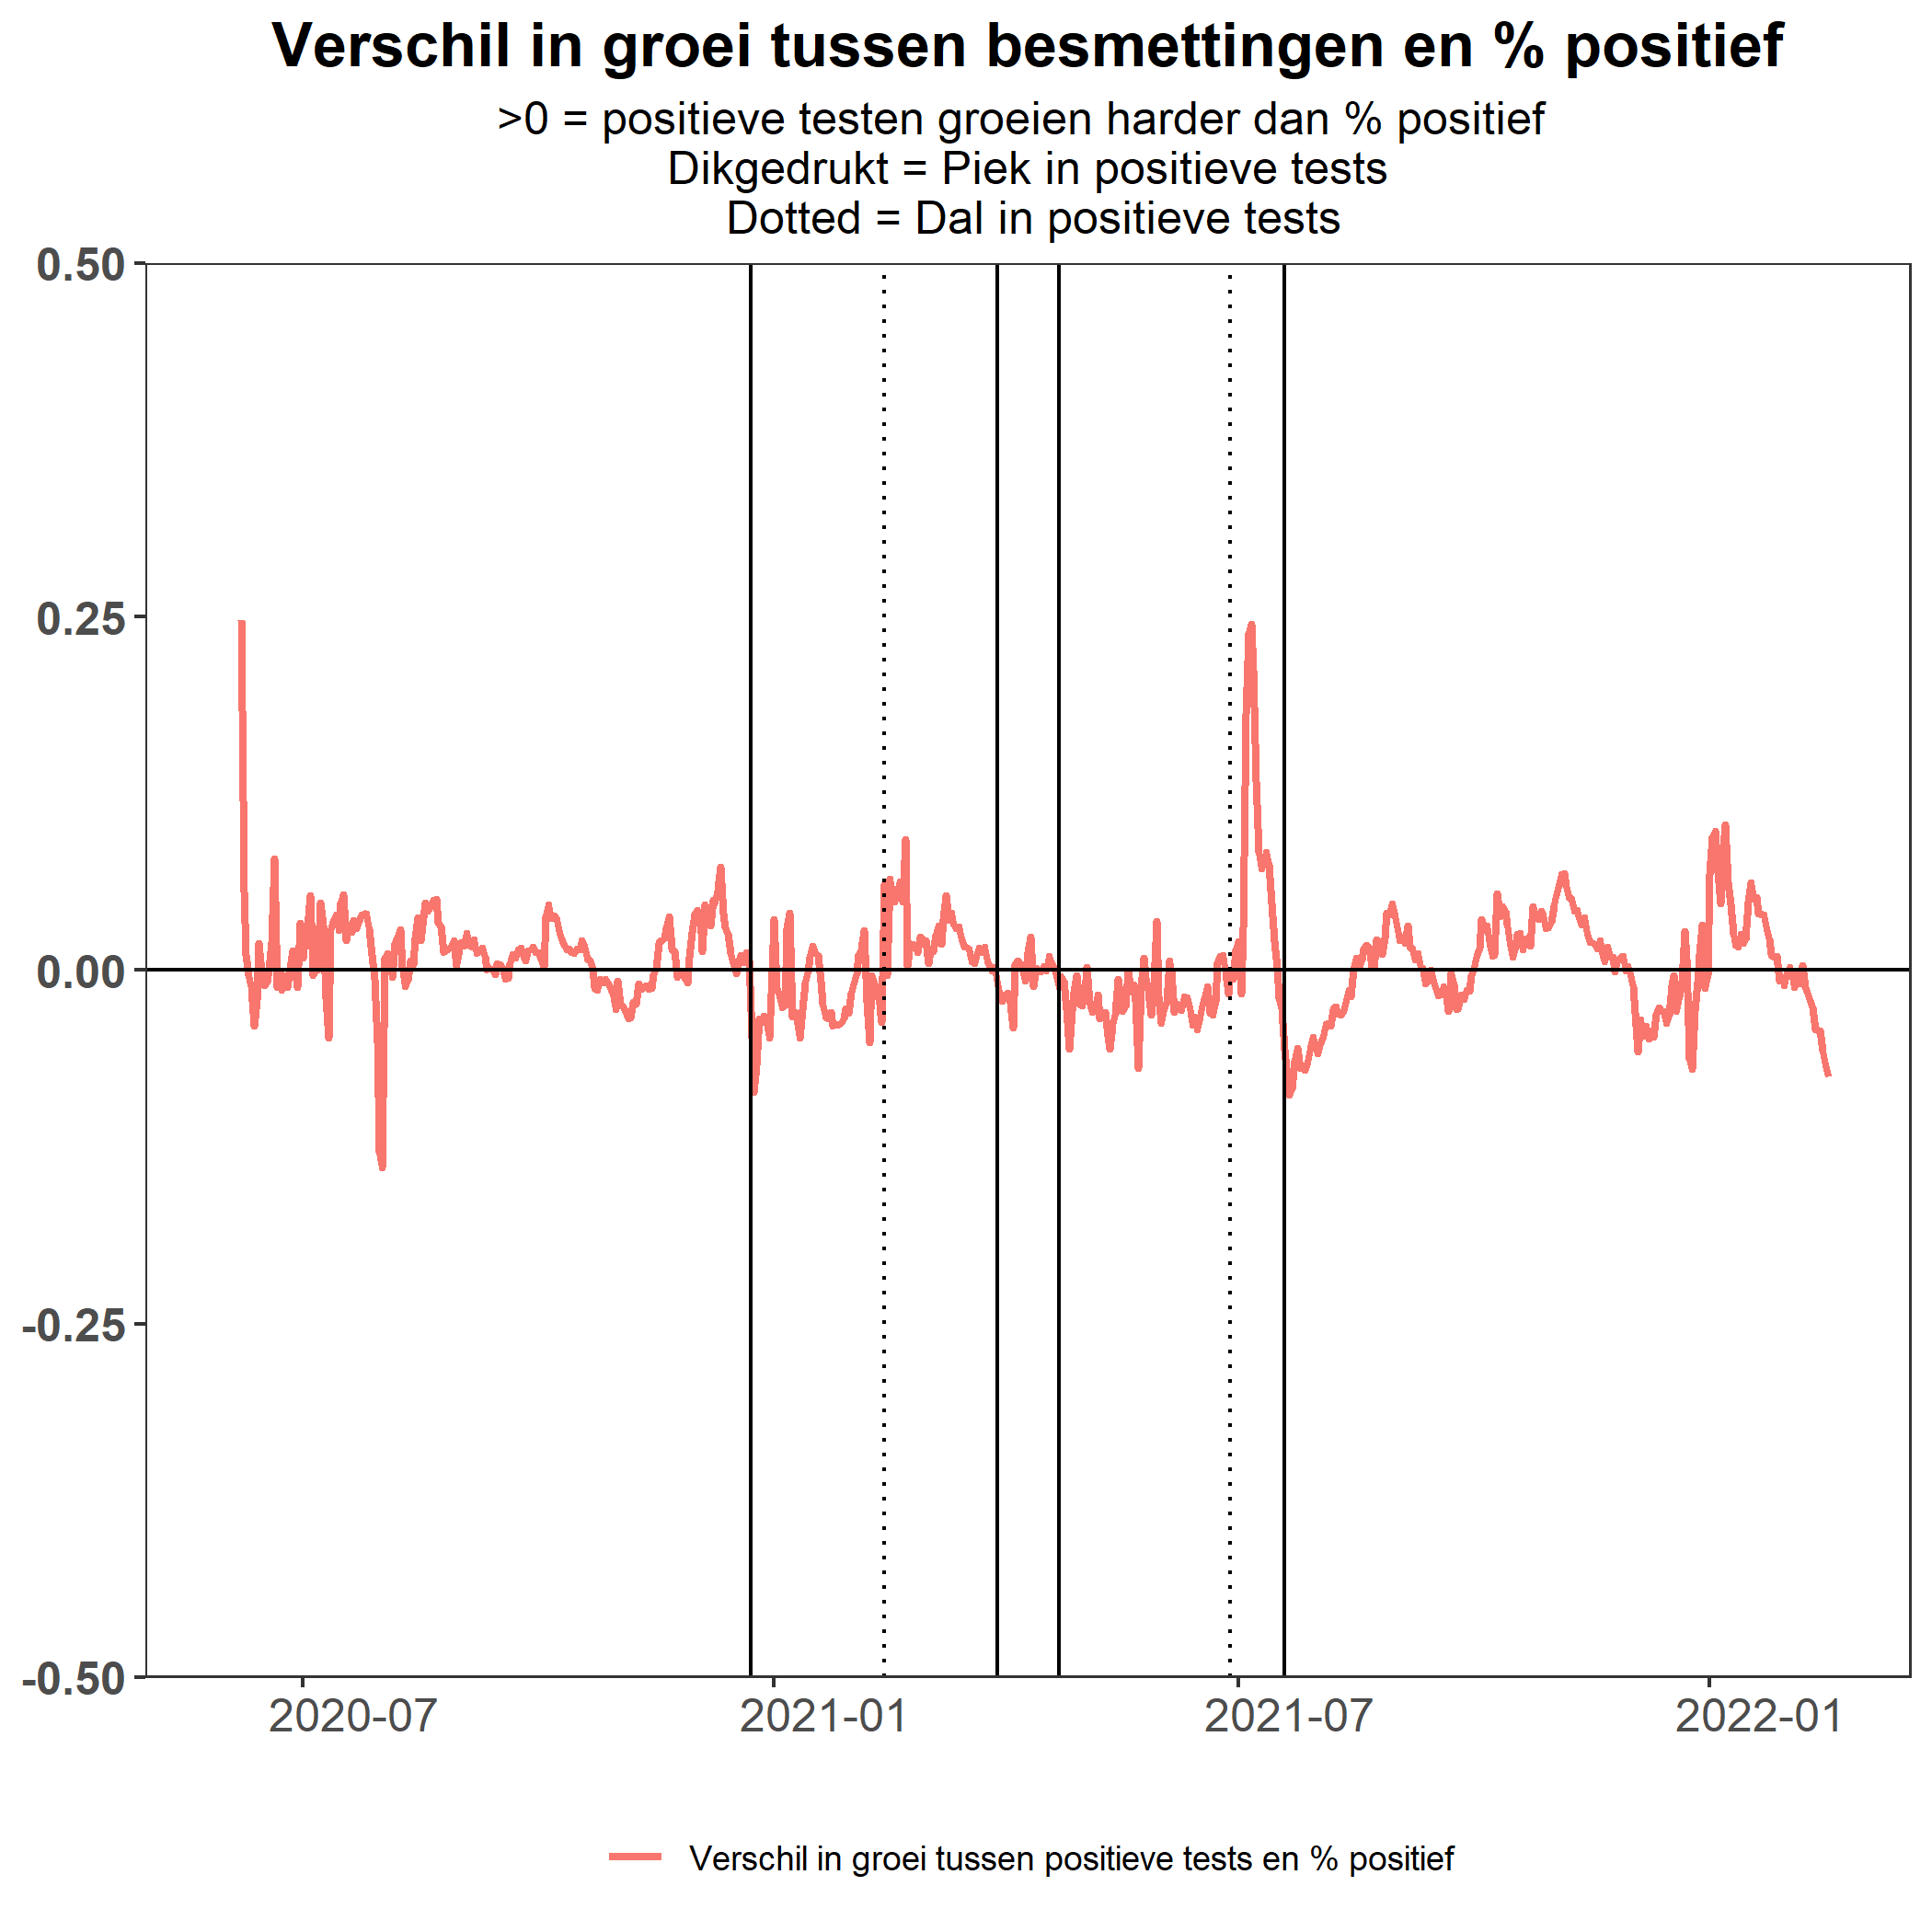 Verschil in groei tussen besmettingen en % positief
>0 = positieve testen groeien harder dan % positief
Dikgedrukt = Piek in positieve tests
Dotted = Dal in positieve tests
0.50
0.25
0.00
-0.25
-0.50
2020-07 2021-01 2021-07 2022-01
Verschil in groei tussen positieve tests en % positief